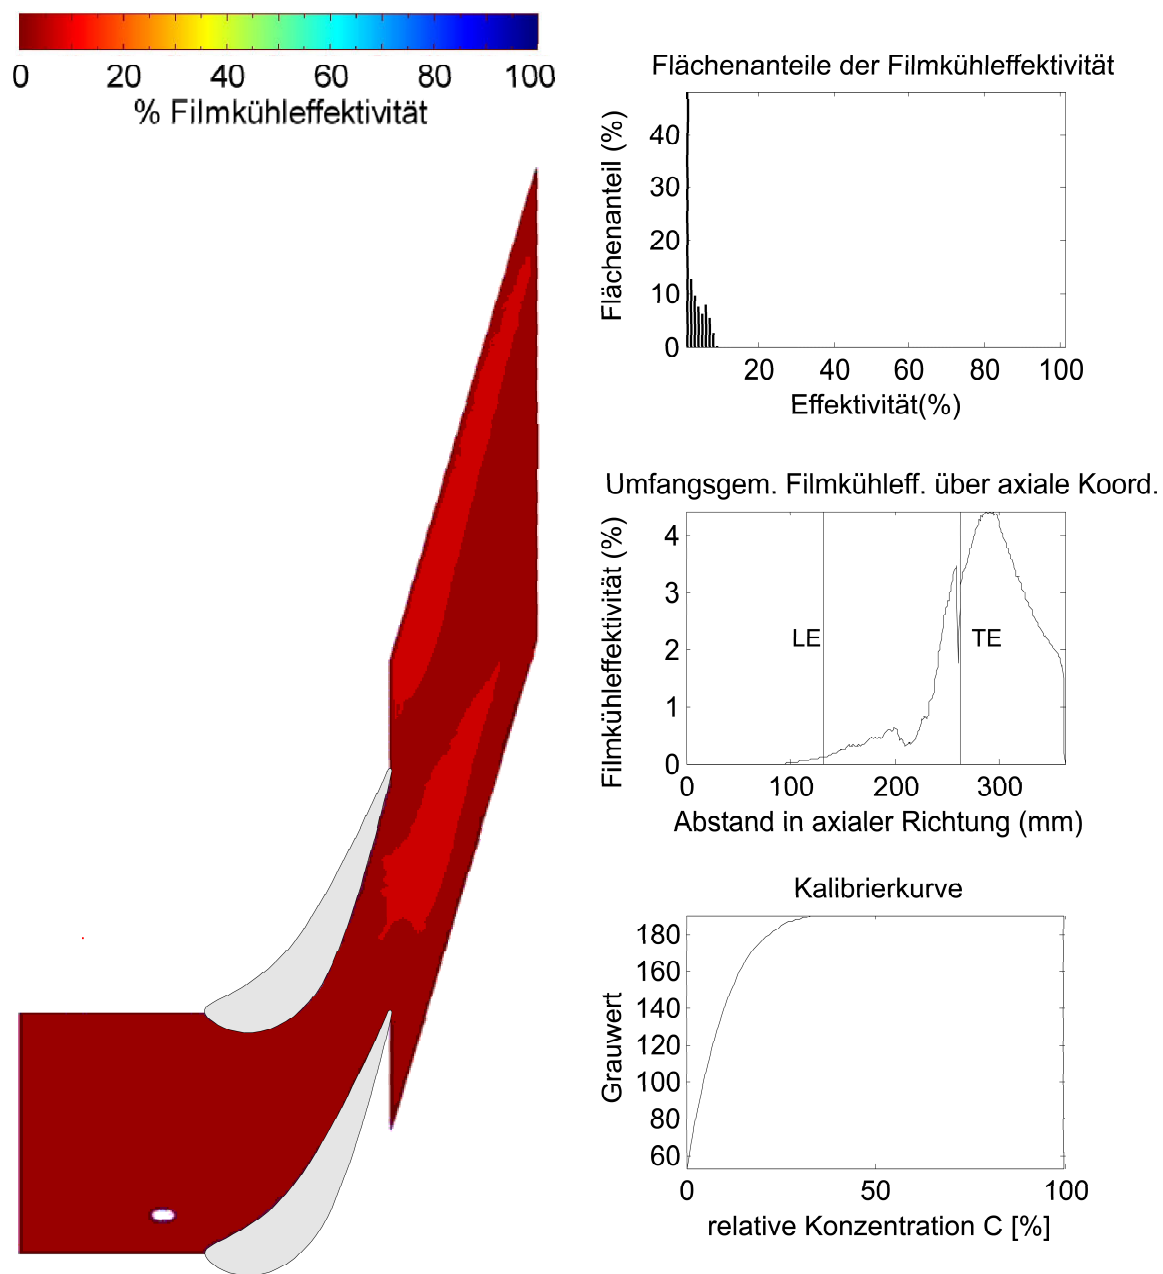 0 20 40 60 80 100
% Filmkühleffektivität
Flächenanteile der Filmkühleffektivität
Flächenanteil (%)
40
30
20
10
0
20 40 60 80 100
Effektivität(%)
Umfangsgem. Filmkühleff. über axiale Koord.
Filmkühleffektivität (%)
4
3
2
1
0
LE
TE
0 100 200 300
Abstand in axialer Richtung (mm)
Kalibrierkurve
Grauwert
180
160
140
120
100
80
60
0 50 100
relative Konzentration C [%]